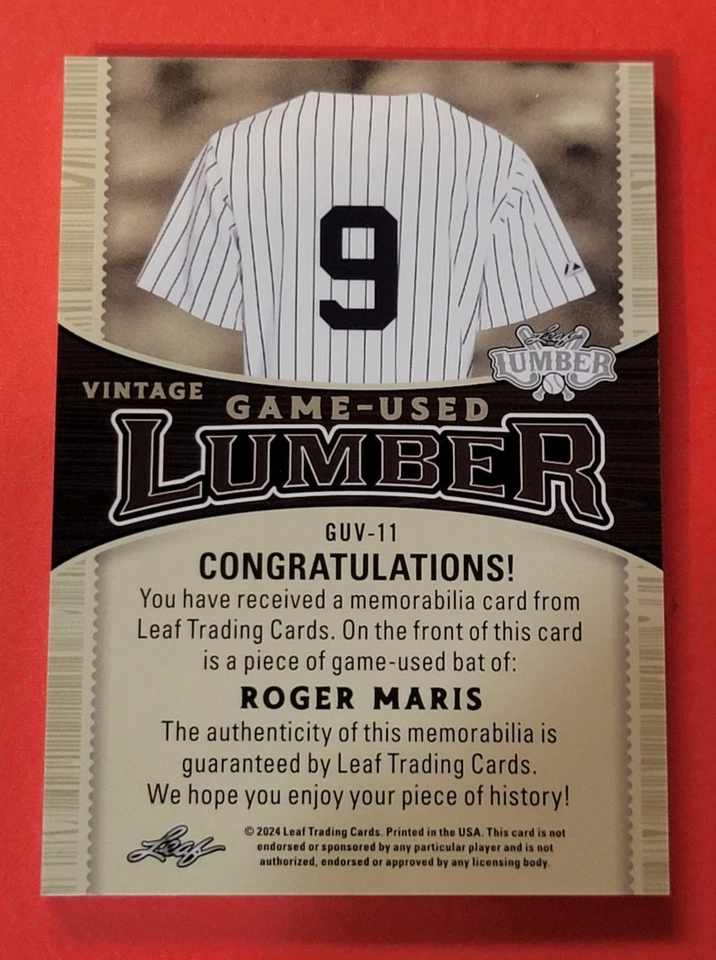 9
Leaf
LUMBER
VINTAGE GAME-USED
LUMBER
GUV-11
CONGRATULATIONS!
You have received a memorabilia card from
Leaf Trading Cards. On the front of this card
is a piece of game-used bat of:
ROGER MARIS
The authenticity of this memorabilia is
guaranteed by Leaf Trading Cards.
We hope you enjoy your piece of history!
Leaf
© 2024 Leaf Trading Cards. Printed in the USA. This card is not
endorsed or sponsored by any particular player and is not
authorized, endorsed or approved by any licensing body.